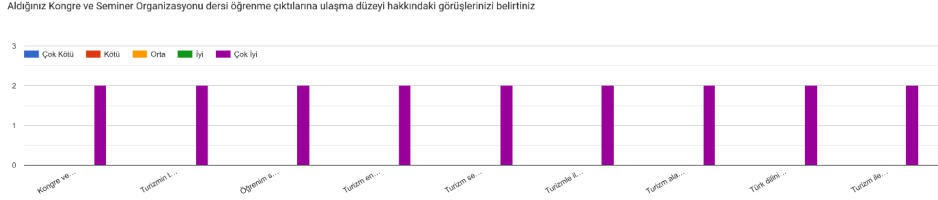 Aldığınız Kongre ve Seminer Organizasyonu dersi öğrenme çıktılarına ulaşma düzeyi hakkındaki görüşlerinizi belirtiniz
3
Çok Kötü Kötü Orta İyi Çok İyi
2
1
0
Kongre ve… Turizmin t… Öğrenim s… Turizm en… Turizm se… Turizmle il… Turizm ala… Türk dilini… Turizm ile…